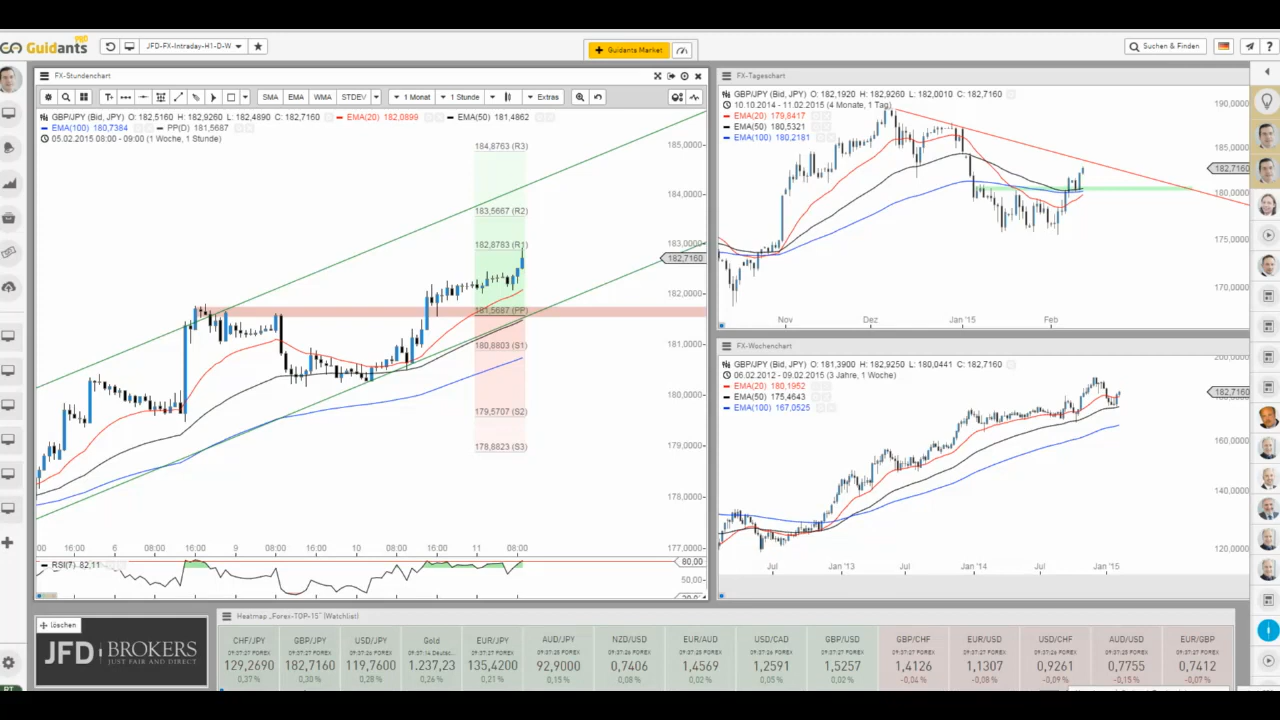 Guidants PRO
JFD-FX-Intraday-H1-D-W
Guidants Market
Suchen & Finden
?
FX-Stundenchart
SMA EMA WMA STDEV 1 Monat 1 Stunde Extras
GBP/JPY (Bid, JPY) O: 182,5160 H: 182,9260 L: 182,4890 C: 182,7160 EMA(20) 182,0899 EMA(50) 181,4862
EMA(100) 180,7384 PP(D) 181,5687
05.02.2015 08:00 - 09:00 (1 Woche, 1 Stunde)
184,8763 (R3)
183,5667 (R2)
182,8783 (R1)
181,5687 (PP)
180,8803 (S1)
179,5707 (S2)
178,8823 (S3)
185,0000
184,0000
183,0000
182,7160
182,0000
181,0000
180,0000
179,0000
178,0000
177,0000
:00 16:00 6 08:00 16:00 9 08:00 16:00 10 08:00 16:00 11 08:00
RSI(7) 82,11
80,00
50,00
FX-Tageschart
GBP/JPY (Bid, JPY) O: 182,1920 H: 182,9260 L: 182,0010 C: 182,7160
10.10.2014 - 11.02.2015 (4 Monate, 1 Tag)
EMA(20) 179,8417
EMA(50) 180,5321
EMA(100) 180,2181
190,0000
185,0000
182,7160
180,0000
175,0000
170,0000
Nov Dez Jan '15 Feb
FX-Wochenchart
GBP/JPY (Bid, JPY) O: 181,3900 H: 182,9250 L: 180,0441 C: 182,7160
06.02.2012 - 09.02.2015 (3 Jahre, 1 Woche)
EMA(20) 180,1952
EMA(50) 175,4643
EMA(100) 167,0525
200,0000
182,7160
160,0000
140,0000
120,0000
Jul Jan '13 Jul Jan '14 Jul Jan '15
löschen
JFD BROKERS
JUST FAIR AND DIRECT
Heatmap „Forex-TOP-15" (Watchlist)
CHF/JPY GBP/JPY USD/JPY Gold EUR/JPY AUD/JPY NZD/USD EUR/AUD USD/CAD GBP/USD GBP/CHF EUR/USD USD/CHF AUD/USD EUR/GBP
129,2690 182,7160 119,7600 1.237,23 135,4200 92,9000 0,7406 1,4569 1,2591 1,5257 1,4126 1,1307 0,9261 0,7755 0,7412
0,37% 0,30% 0,28% 0,26% 0,21% 0,15% 0,08% 0,02% 0,05% 0,02% -0,04% -0,08% -0,09% -0,15% -0,07%